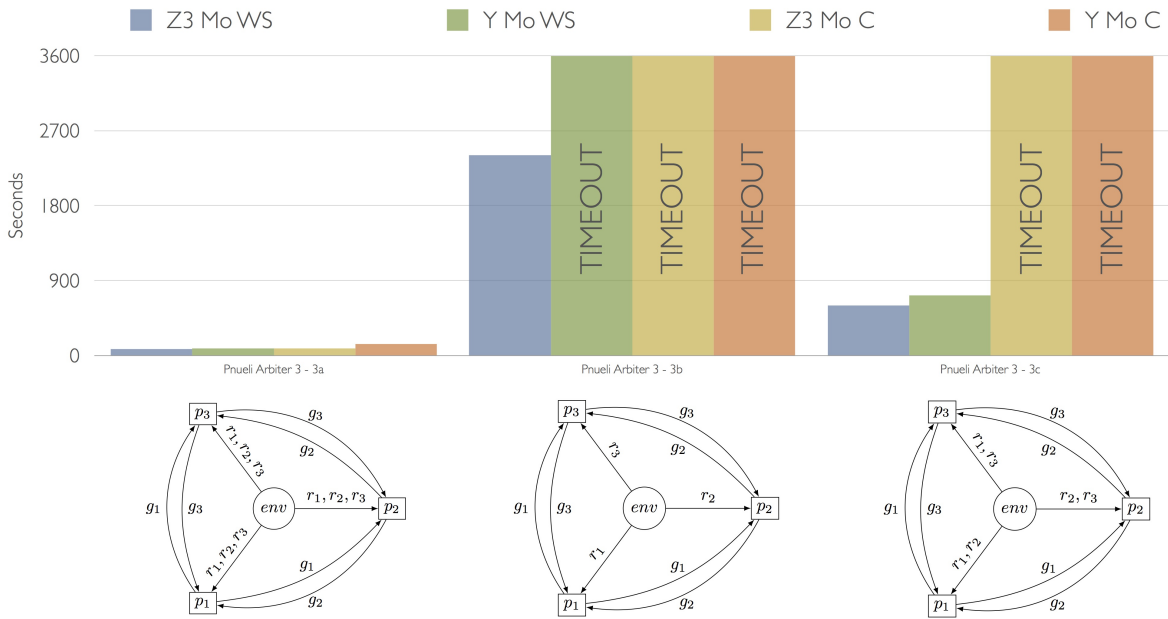 Z3 Mo WS
Y Mo WS
Z3 Mo C
Y Mo C
Seconds
3600
2700
1800
900
0
TIMEOUT
TIMEOUT
TIMEOUT
TIMEOUT
TIMEOUT
Pnueli Arbiter 3 - 3a
Pnueli Arbiter 3 - 3b
Pnueli Arbiter 3 - 3c
p3
g3
r1, r2, r3
g2
g1
g3
env
r1, r2, r3
p2
r1, r2, r3
g1
p1
g2
p3
g3
r3
g2
g1
g3
env
r2
p2
r1
g1
p1
g2
p3
g3
r1, r3
g2
g1
g3
env
r2, r3
p2
r1, r2
g1
p1
g2